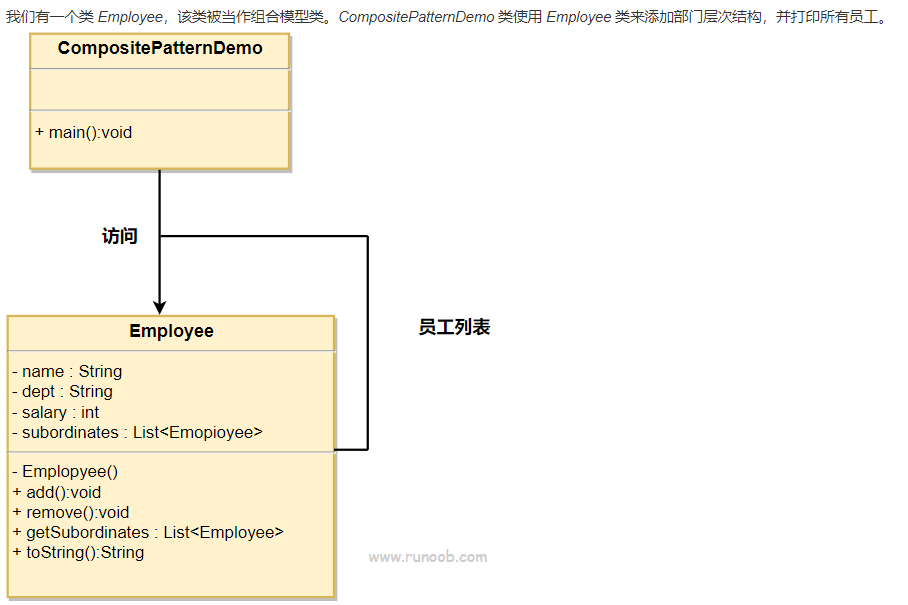 我们有一个类 Employee，该类被当作组合模型类。CompositePatternDemo 类使用 Employee 类来添加部门层次结构，并打印所有员工。
CompositePatternDemo
+ main():void
访问
员工列表
Employee
- name : String
- dept : String
- salary : int
- subordinates : List<Emopioyee>
- Emplopyee()
+ add():void
+ remove():void
+ getSubordinates : List<Employee>
+ toString():String
www.runoob.com